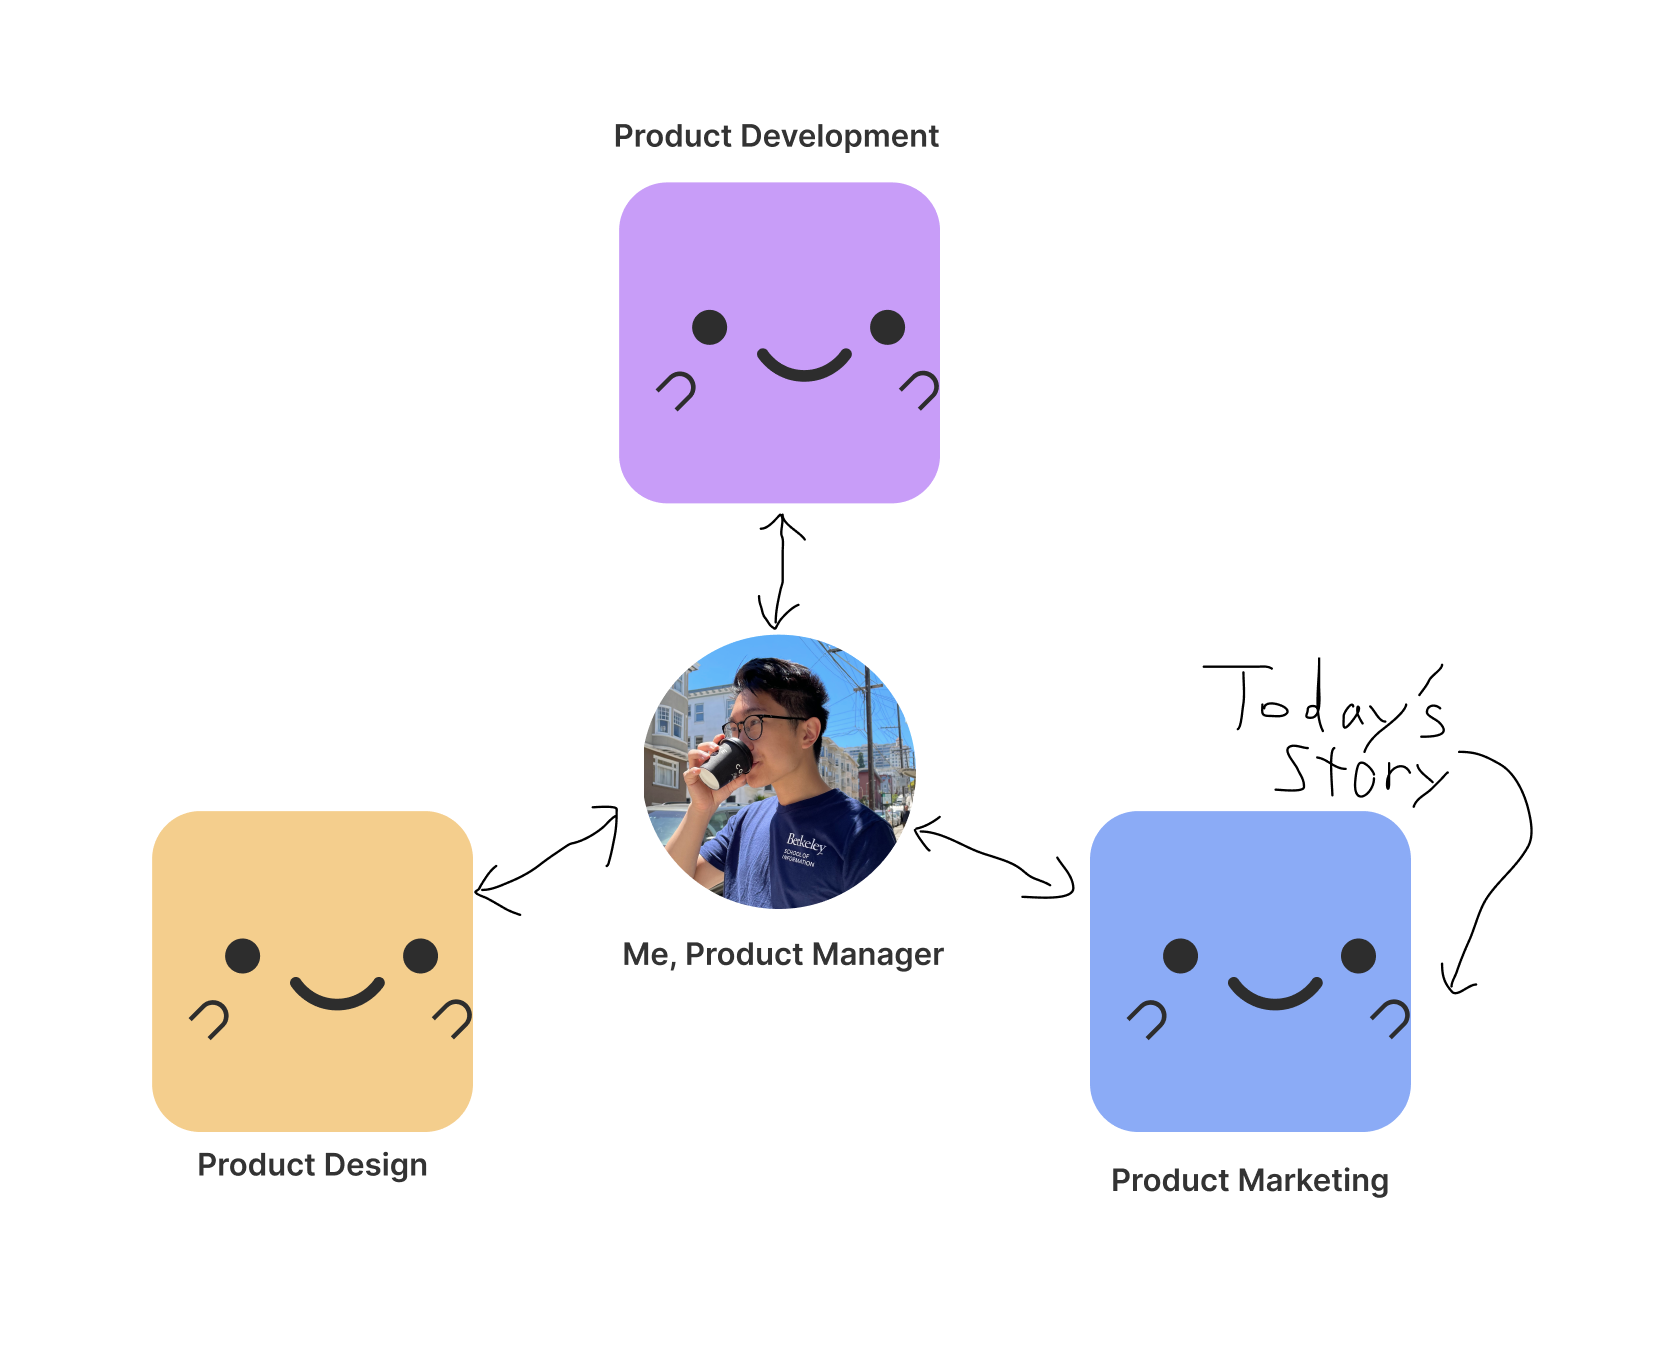 Product Development
Today's
Story
Berkeley
SCHOOL OF
INFORMATION
Me, Product Manager
Product Design
Product Marketing